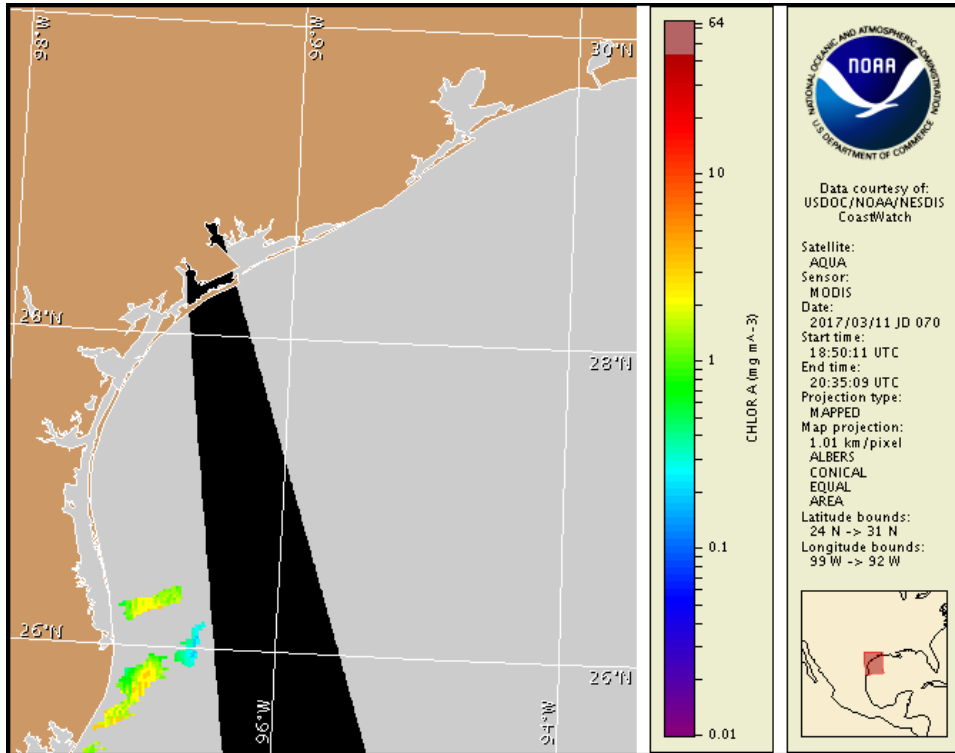 98°W
96°W
30°N
28°N
28°N
26°N
26°N
96°W
94°W
64
10
1
0.1
0.01
CHLOR A (mg m^-3)
NATIONAL OCEANIC AND ATMOSPHERIC ADMINISTRATION
NOAA
U.S. DEPARTMENT OF COMMERCE
Data courtesy of:
USDOC/NOAA/NESDIS
CoastWatch
Satellite:
AQUA
Sensor:
MODIS
Date:
2017/03/11 JD 070
Start time:
18:50:11 UTC
End time:
20:35:09 UTC
Projection type:
MAPPED
Map projection:
1.01 km/pixel
ALBERS
CONICAL
EQUAL
AREA
Latitude bounds:
24 N -> 31 N
Longitude bounds:
99 W -> 92 W